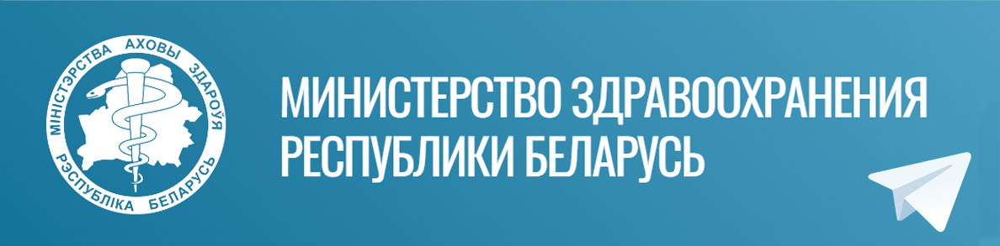 МІНІСТЭРСТВА АХОВЫ ЗДАРОЎЯ
РЭСПУБЛІКА БЕЛАРУСЬ
МИНИСТЕРСТВО ЗДРАВООХРАНЕНИЯ
РЕСПУБЛИКИ БЕЛАРУСЬ